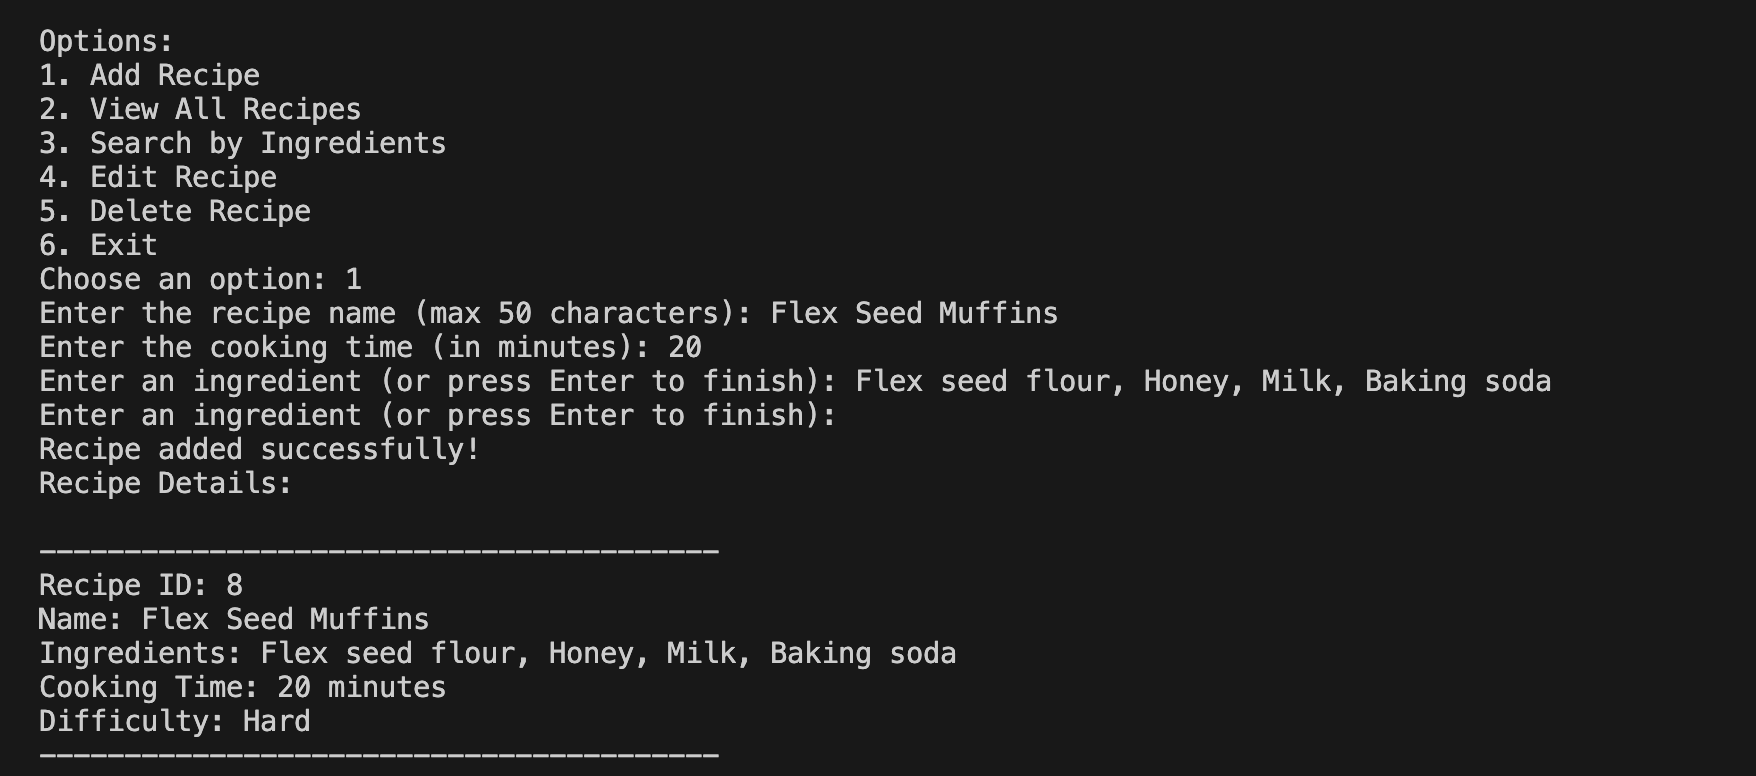 Options:
1. Add Recipe
2. View All Recipes
3. Search by Ingredients
4. Edit Recipe
5. Delete Recipe
6. Exit
Choose an option: 1
Enter the recipe name (max 50 characters): Flex Seed Muffins
Enter the cooking time (in minutes): 20
Enter an ingredient (or press Enter to finish): Flex seed flour, Honey, Milk, Baking soda
Enter an ingredient (or press Enter to finish):
Recipe added successfully!
Recipe Details:
----------------------------------------
Recipe ID: 8
Name: Flex Seed Muffins
Ingredients: Flex seed flour, Honey, Milk, Baking soda
Cooking Time: 20 minutes
Difficulty: Hard
----------------------------------------